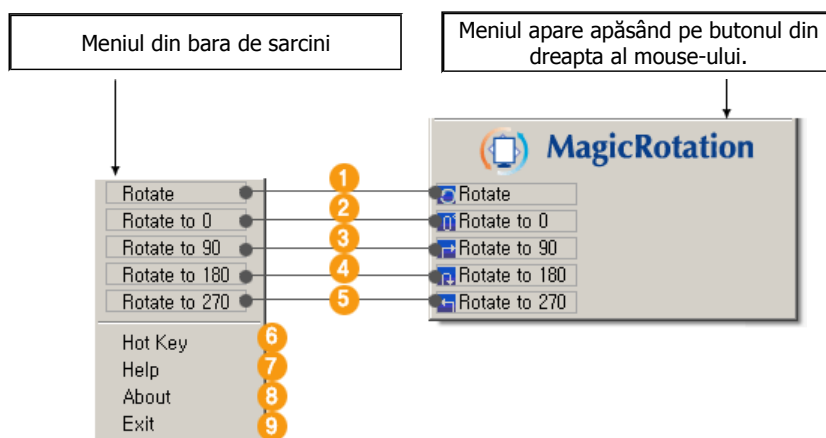 Meniul din bara de sarcini
Meniul apare apăsând pe butonul din
dreapta al mouse-ului.
MagicRotation
Rotate
1
Rotate
Rotate to 0
2
Rotate to 0
Rotate to 90
3
Rotate to 90
Rotate to 180
4
Rotate to 180
Rotate to 270
5
Rotate to 270
Hot Key
6
Help
7
About
8
Exit
9